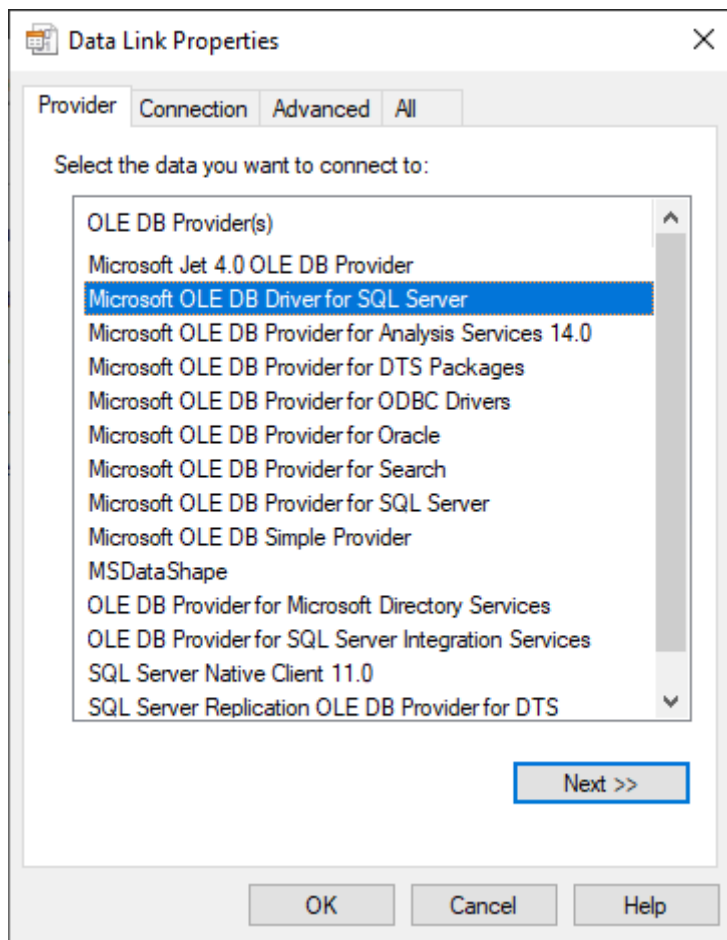 Data Link Properties
Provider Connection Advanced All
Select the data you want to connect to:
OLE DB Provider(s)
Microsoft Jet 4.0 OLE DB Provider
Microsoft OLE DB Driver for SQL Server
Microsoft OLE DB Provider for Analysis Services 14.0
Microsoft OLE DB Provider for DTS Packages
Microsoft OLE DB Provider for ODBC Drivers
Microsoft OLE DB Provider for Oracle
Microsoft OLE DB Provider for Search
Microsoft OLE DB Provider for SQL Server
Microsoft OLE DB Simple Provider
MSDataShape
OLE DB Provider for Microsoft Directory Services
OLE DB Provider for SQL Server Integration Services
SQL Server Native Client 11.0
SQL Server Replication OLE DB Provider for DTS
Next >>
OK Cancel Help